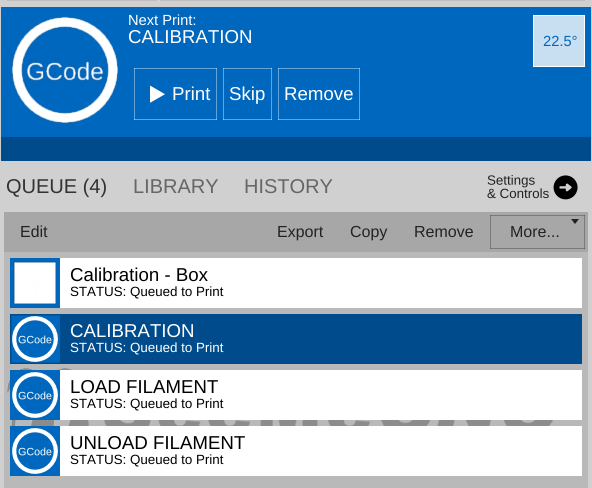 Next Print:
CALIBRATION
22.5°
GCode
Print Skip Remove
QUEUE (4) LIBRARY HISTORY Settings & Controls
Edit Export Copy Remove More...
Calibration - Box
STATUS: Queued to Print
GCode
CALIBRATION
STATUS: Queued to Print
GCode
LOAD FILAMENT
STATUS: Queued to Print
GCode
UNLOAD FILAMENT
STATUS: Queued to Print